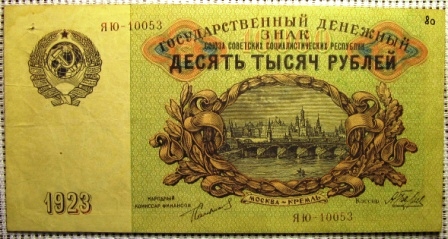 ЯЮ-10053
80
ГОСУДАРСТВЕННЫЙ ДЕНЕЖНЫЙ
ЗНАК
СОЮЗА СОВЕТСКИХ СОЦИАЛИСТИЧЕСКИХ РЕСПУБЛИК
ДЕСЯТЬ ТЫСЯЧ РУБЛЕЙ
МОСКВА-КРЕМЛЬ
1923
НАРОДНЫЙ
КОМИССАР ФИНАНСОВ
ЯЮ-10053